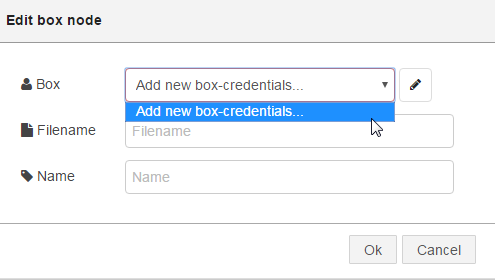 Edit box node
Box
Add new box-credentials...
Add new box-credentials...
Filename
Filename
Name
Name
Ok
Cancel